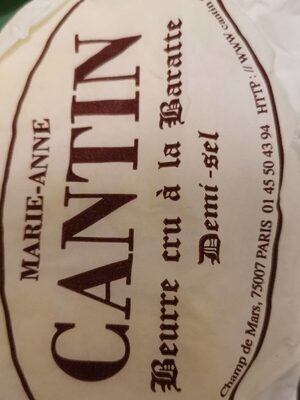 MARIE-ANNE
CANTIN
Beurre cru à la Baratte
Demi-sel
Champ de Mars, 75007 PARIS 01 45 50 43 94 HTTP://www.cantin.